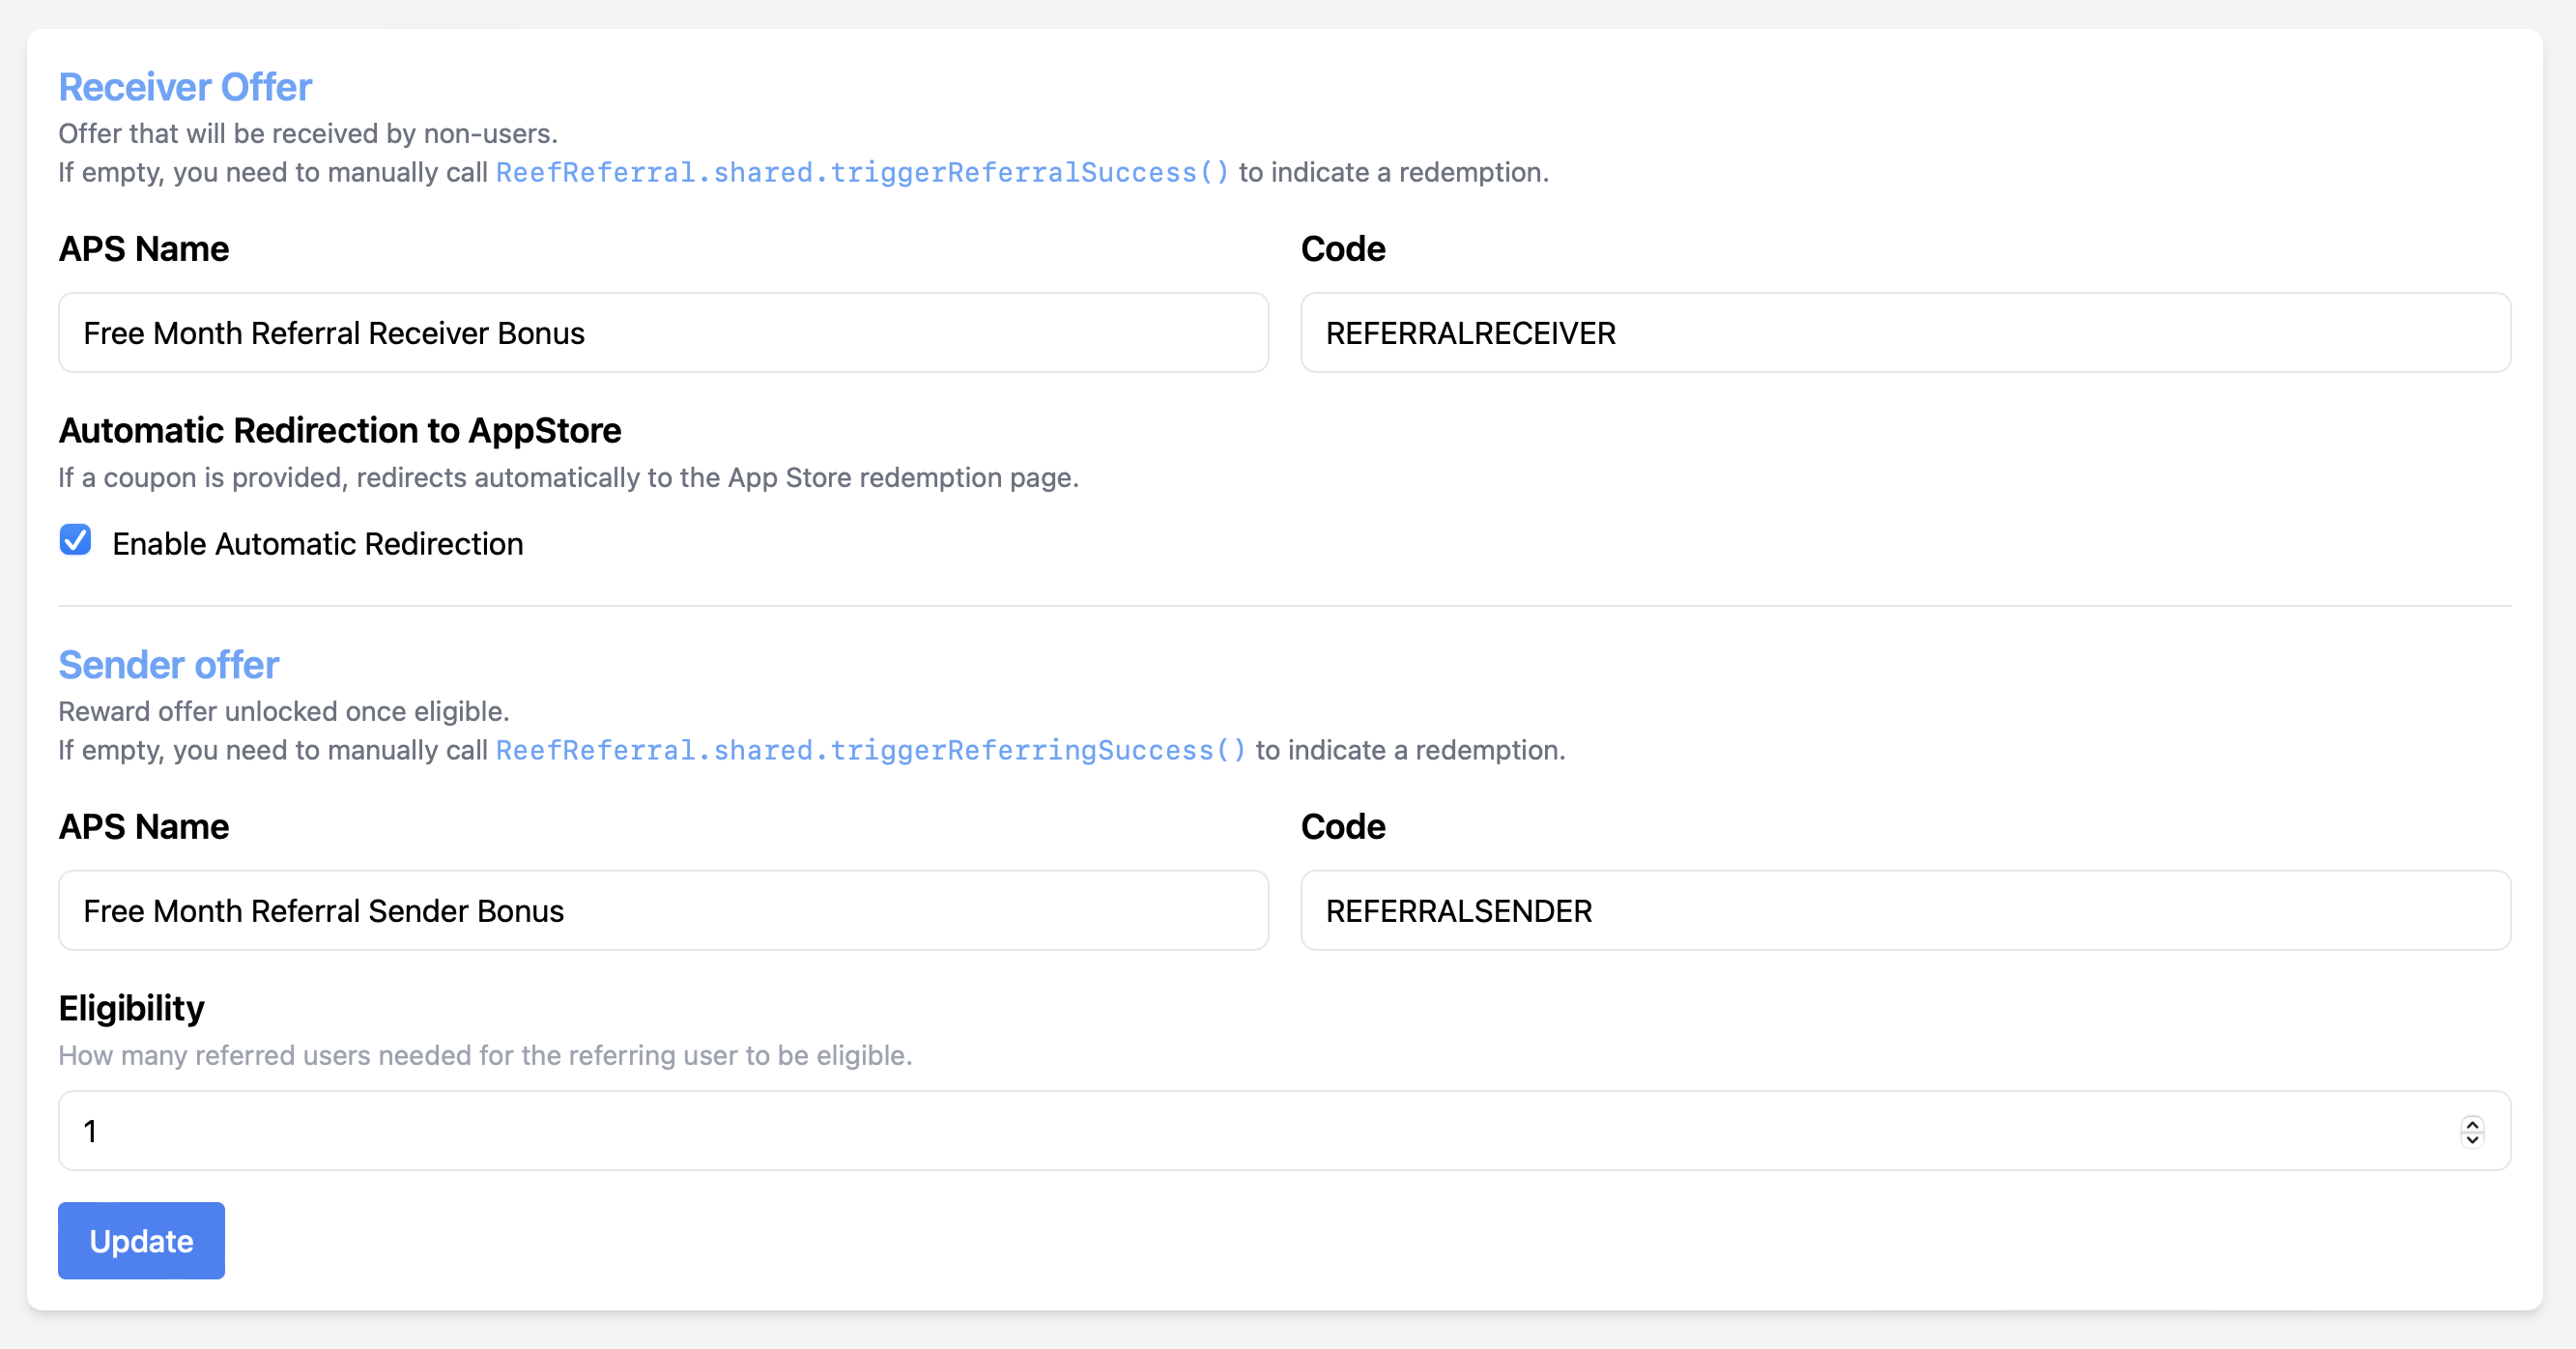 Receiver Offer
Offer that will be received by non-users.
If empty, you need to manually call ReefReferral.shared.triggerReferralSuccess() to indicate a redemption.
APS Name
Code
Free Month Referral Receiver Bonus
REFERRALRECEIVER
Automatic Redirection to AppStore
If a coupon is provided, redirects automatically to the App Store redemption page.
Enable Automatic Redirection
Sender offer
Reward offer unlocked once eligible.
If empty, you need to manually call ReefReferral.shared.triggerReferringSuccess() to indicate a redemption.
APS Name
Code
Free Month Referral Sender Bonus
REFERRALSENDER
Eligibility
How many referred users needed for the referring user to be eligible.
1
Update